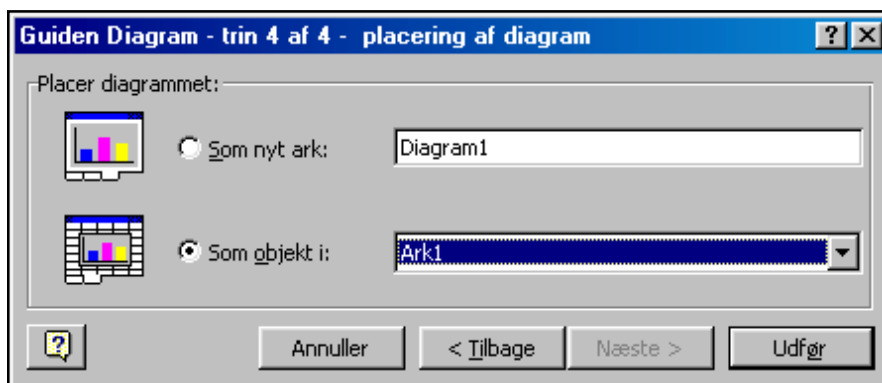 Guiden Diagram - trin 4 af 4 - placering af diagram
Placer diagrammet:
Som nyt ark: Diagram1
Som objekt i: Ark1
Annuller < Tilbage Næste > Udfør